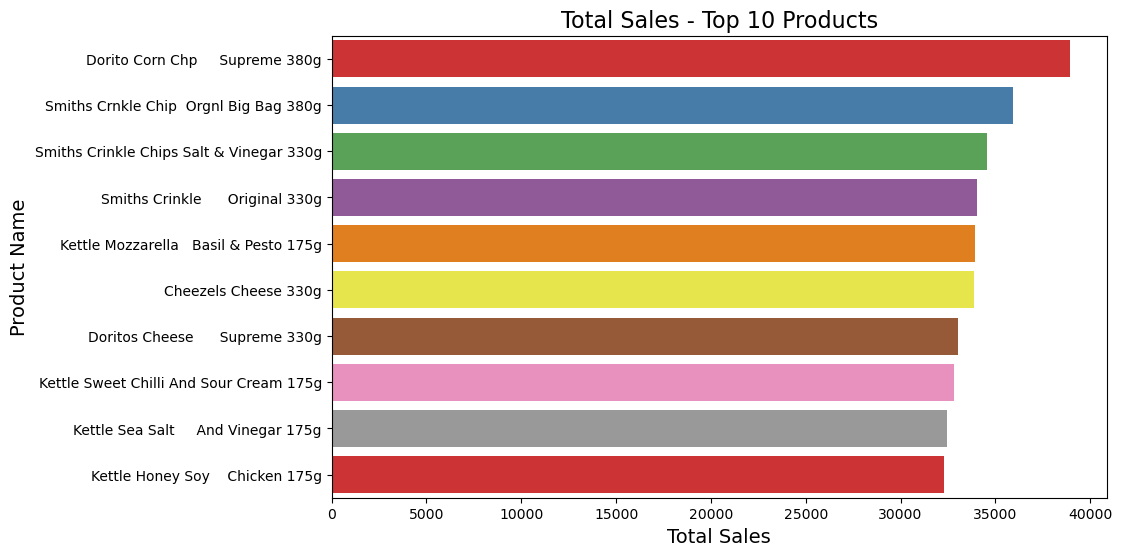 Total Sales - Top 10 Products
Product Name
Dorito Corn Chp     Supreme 380g
Smiths Crnkle Chip  Orgnl Big Bag 380g
Smiths Crinkle Chips Salt & Vinegar 330g
Smiths Crinkle      Original 330g
Kettle Mozzarella   Basil & Pesto 175g
Cheezels Cheese 330g
Doritos Cheese      Supreme 330g
Kettle Sweet Chilli And Sour Cream 175g
Kettle Sea Salt     And Vinegar 175g
Kettle Honey Soy    Chicken 175g
0 5000 10000 15000 20000 25000 30000 35000 40000
Total Sales